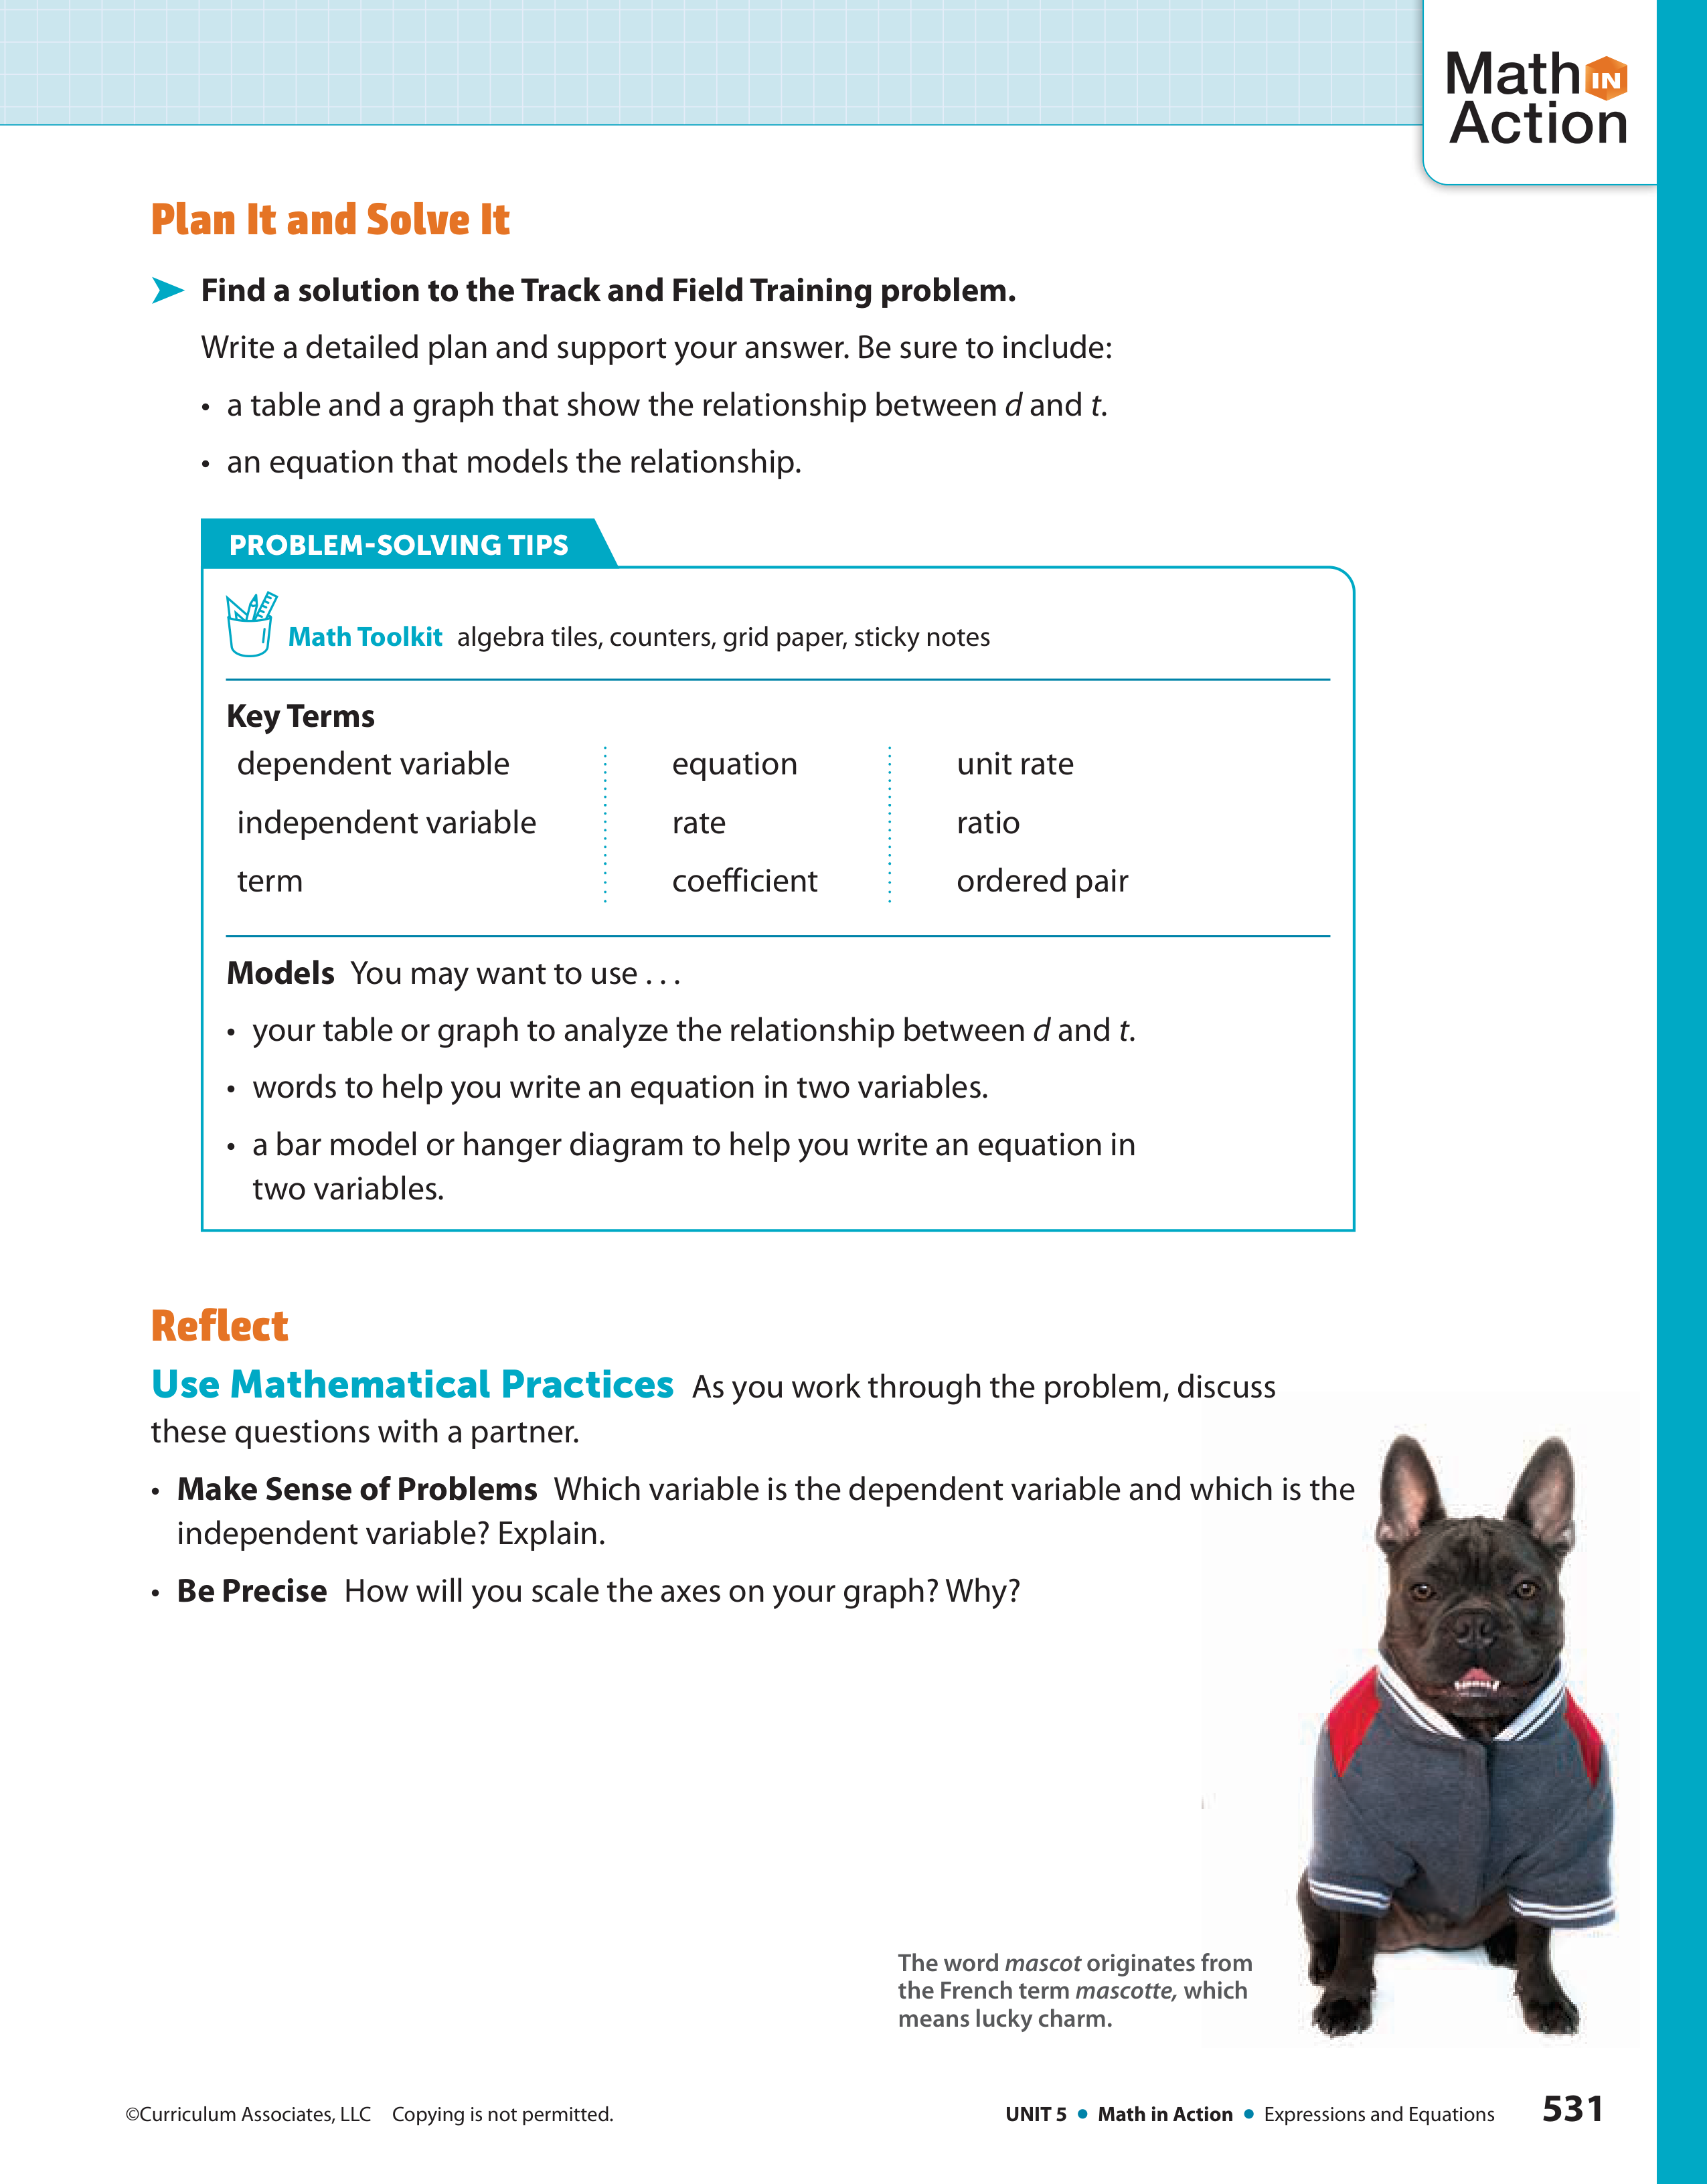 Math IN
Action
Plan It and Solve It
Find a solution to the Track and Field Training problem.
Write a detailed plan and support your answer. Be sure to include:
• a table and a graph that show the relationship between d and t.
• an equation that models the relationship.
PROBLEM-SOLVING TIPS
Math Toolkit algebra tiles, counters, grid paper, sticky notes
Key Terms
dependent variable equation unit rate
independent variable rate ratio
term coefficient ordered pair
Models You may want to use . . .
• your table or graph to analyze the relationship between d and t.
• words to help you write an equation in two variables.
• a bar model or hanger diagram to help you write an equation in
two variables.
Reflect
Use Mathematical Practices As you work through the problem, discuss
these questions with a partner.
• Make Sense of Problems Which variable is the dependent variable and which is the
independent variable? Explain.
• Be Precise How will you scale the axes on your graph? Why?
The word mascot originates from
the French term mascotte, which
means lucky charm.
©Curriculum Associates, LLC Copying is not permitted.
UNIT 5 • Math in Action • Expressions and Equations 531